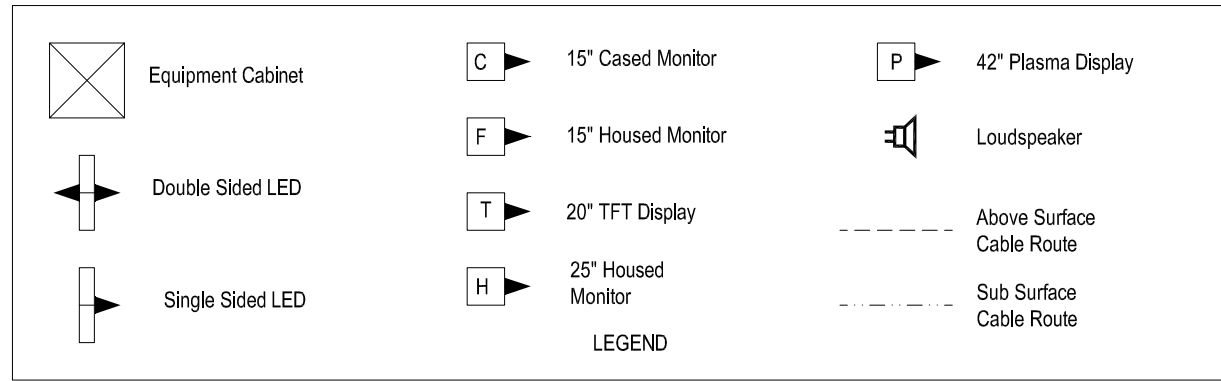 Equipment Cabinet
Double Sided LED
Single Sided LED
C
15" Cased Monitor
F
15" Housed Monitor
T
20" TFT Display
H
25" Housed
Monitor
LEGEND
P
42" Plasma Display
Loudspeaker
Above Surface
Cable Route
Sub Surface
Cable Route